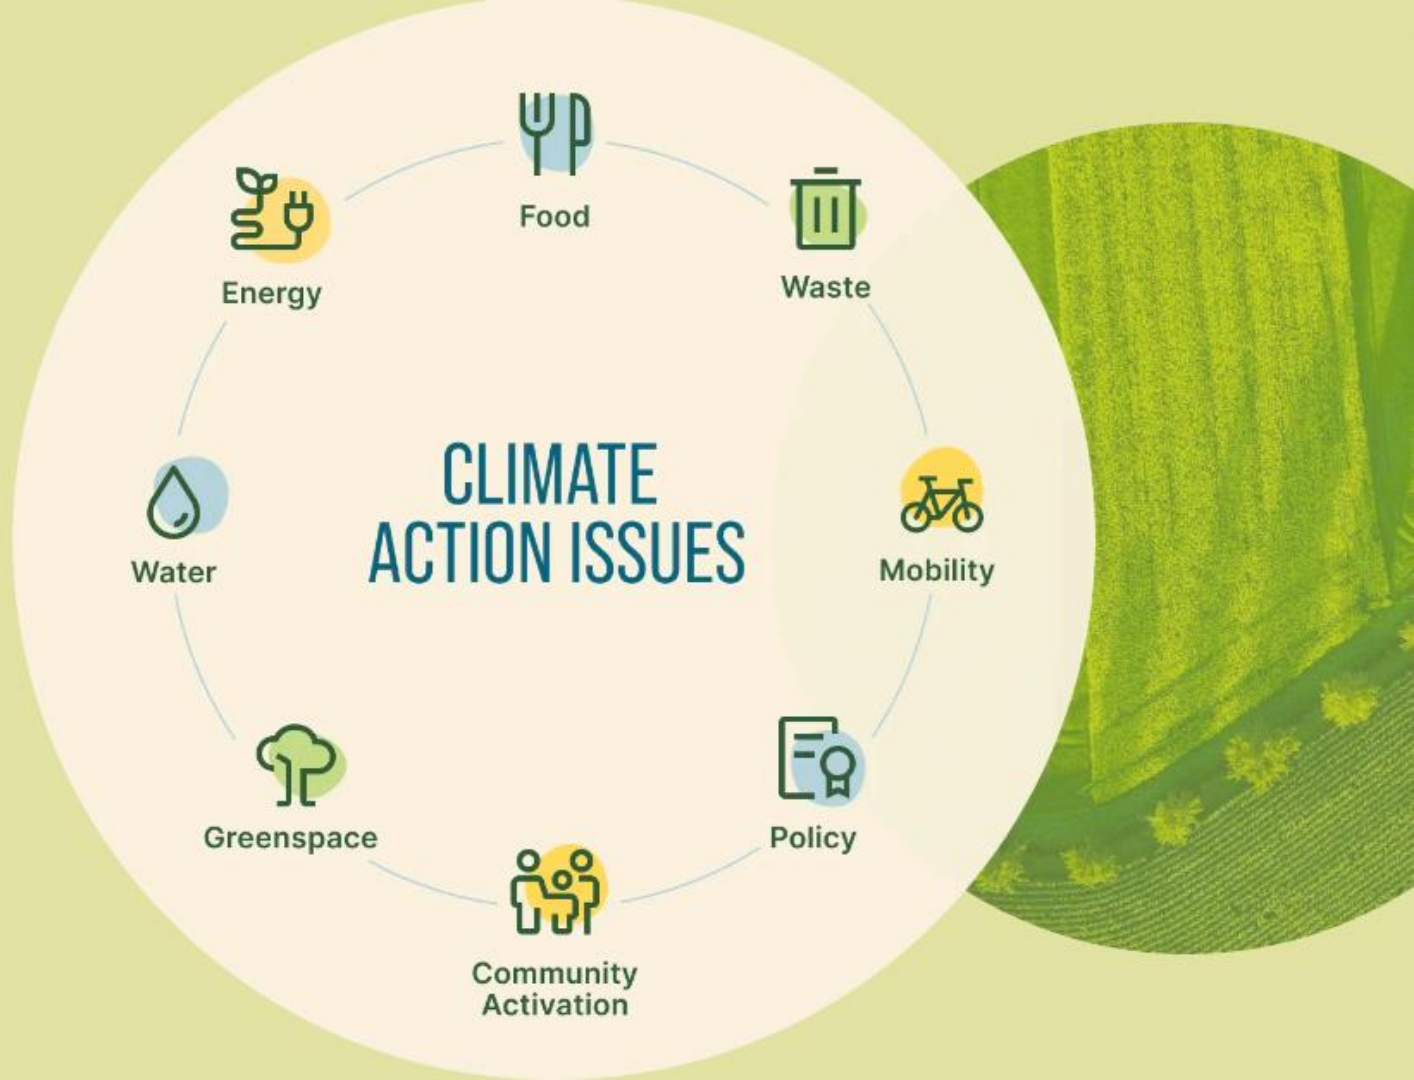 Food
Waste
Energy
CLIMATE
ACTION ISSUES
Water
Mobility
Greenspace
Policy
Community
Activation